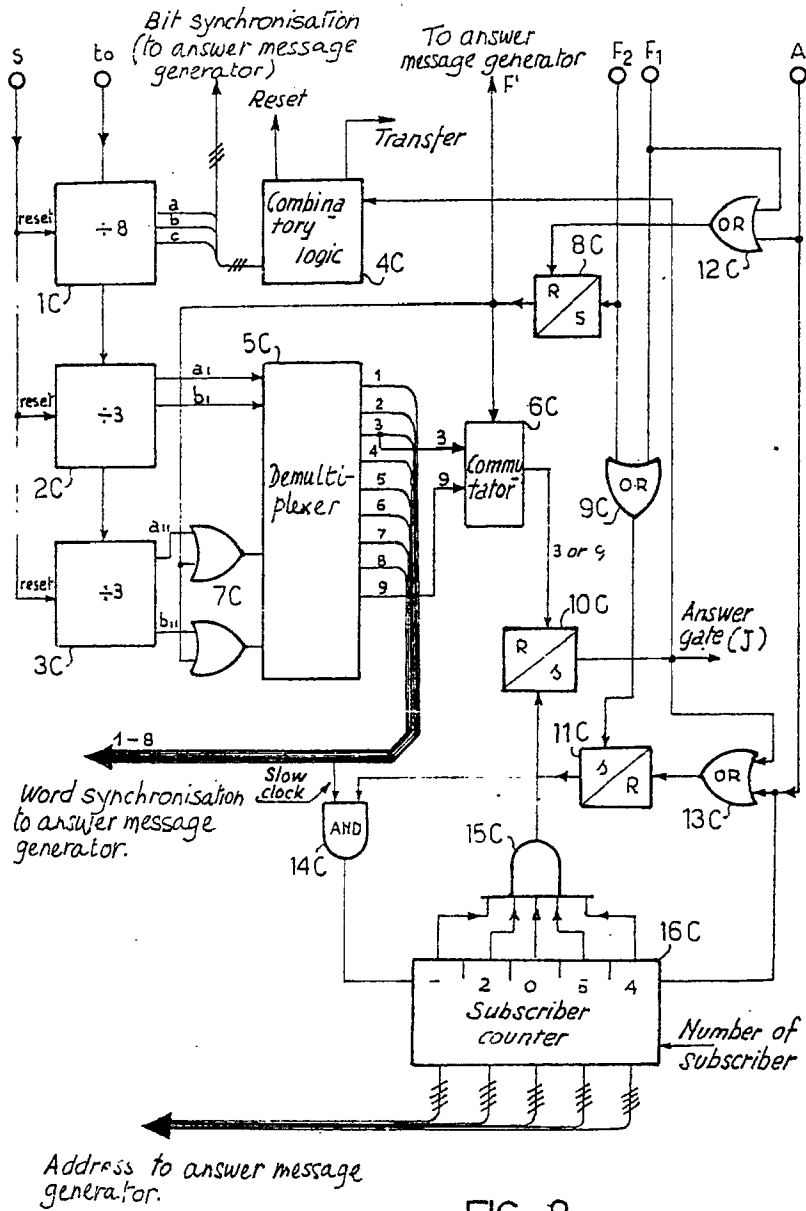 Bit synchronisation
(to answer message
generator)
To answer
message generator
S
to
F'
F2
F1
A
Reset
Transfer
reset
÷8
a
b
c
1C
Combina
tory
logic
4C
OR
12C
8C
R
S
5C
reset
÷3
a1
b1
2C
Demulti-
plexer
1
2
3
4
5
6
7
8
9
3
9
6C
Commu
tator
OR
9C
reset
÷3
a11
b11
3C
7C
3 or 9
10C
R
s
Answer
gate (J)
1-8
Slow
clock
11C
s
R
OR
13C
Word synchronisation
to answer message
generator.
AND
14C
15C
16C
-
2
0
5
4
Subscriber
counter
Number of
subscriber
Address to answer message
generator.